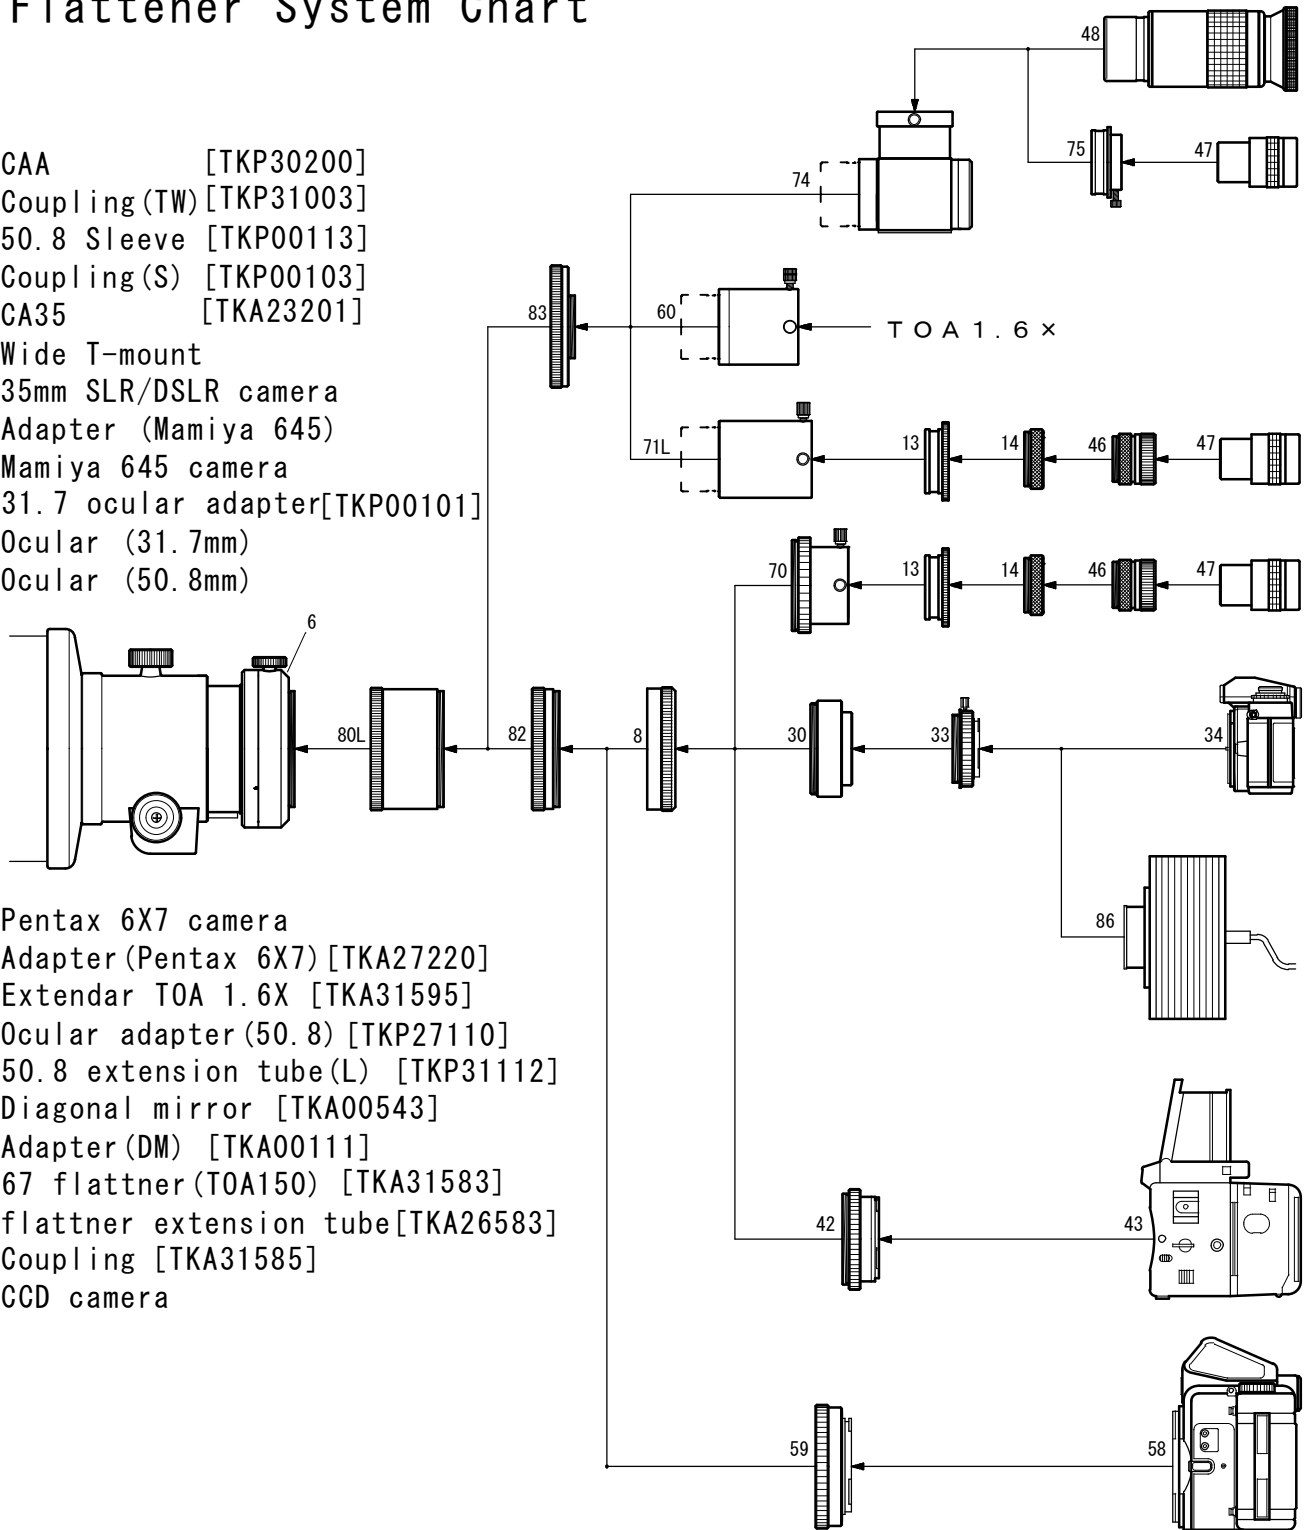 Flattener System Chart
CAA [TKP30200]
Coupling(TW)[TKP31003]
50.8 Sleeve [TKP00113]
Coupling(S) [TKP00103]
CA35 [TKA23201]
Wide T-mount
35mm SLR/DSLR camera
Adapter (Mamiya 645)
Mamiya 645 camera
31.7 ocular adapter[TKP00101]
Ocular (31.7mm)
Ocular (50.8mm)
48
75
47
74
83
60
TOA1.6×
71L
13
14
46
47
70
13
14
46
47
6
80L
82
8
30
33
34
86
42
43
59
58
Pentax 6X7 camera
Adapter(Pentax 6X7)[TKA27220]
Extendar TOA 1.6X [TKA31595]
Ocular adapter(50.8)[TKP27110]
50.8 extension tube(L) [TKP31112]
Diagonal mirror [TKA00543]
Adapter(DM) [TKA00111]
67 flattner(TOA150) [TKA31583]
flattner extension tube[TKA26583]
Coupling [TKA31585]
CCD camera